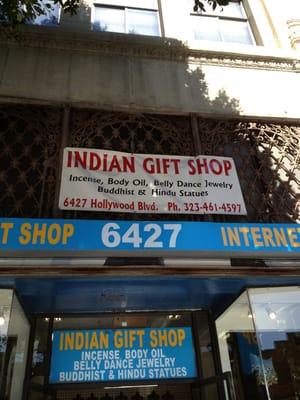 INDIAN GIFT SHOP
Incense, Body Oil, Belly Dance Jewelry
Buddhist & Hindu Statues
6427 Hollywood Blvd. Ph. 323-461-4597
T SHOP 6427 INTERNE
INDIAN GIFT SHOP
INCENSE BODY OIL
BELLY DANCE JEWELRY
BUDDHIST & HINDU STATUES